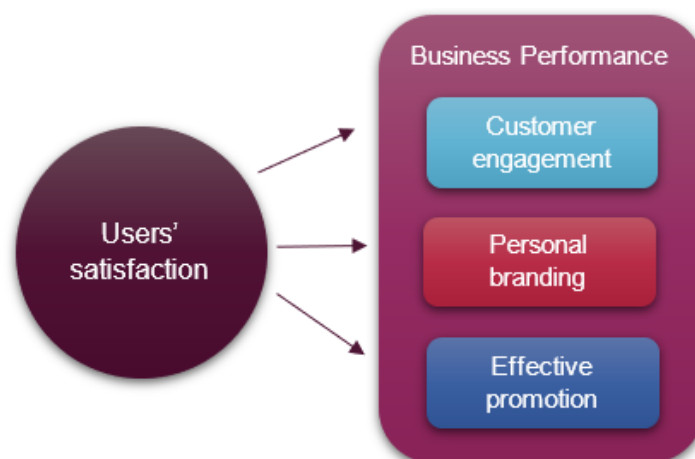 Business Performance
Customer
engagement
Users’
satisfaction
Personal
branding
Effective
promotion